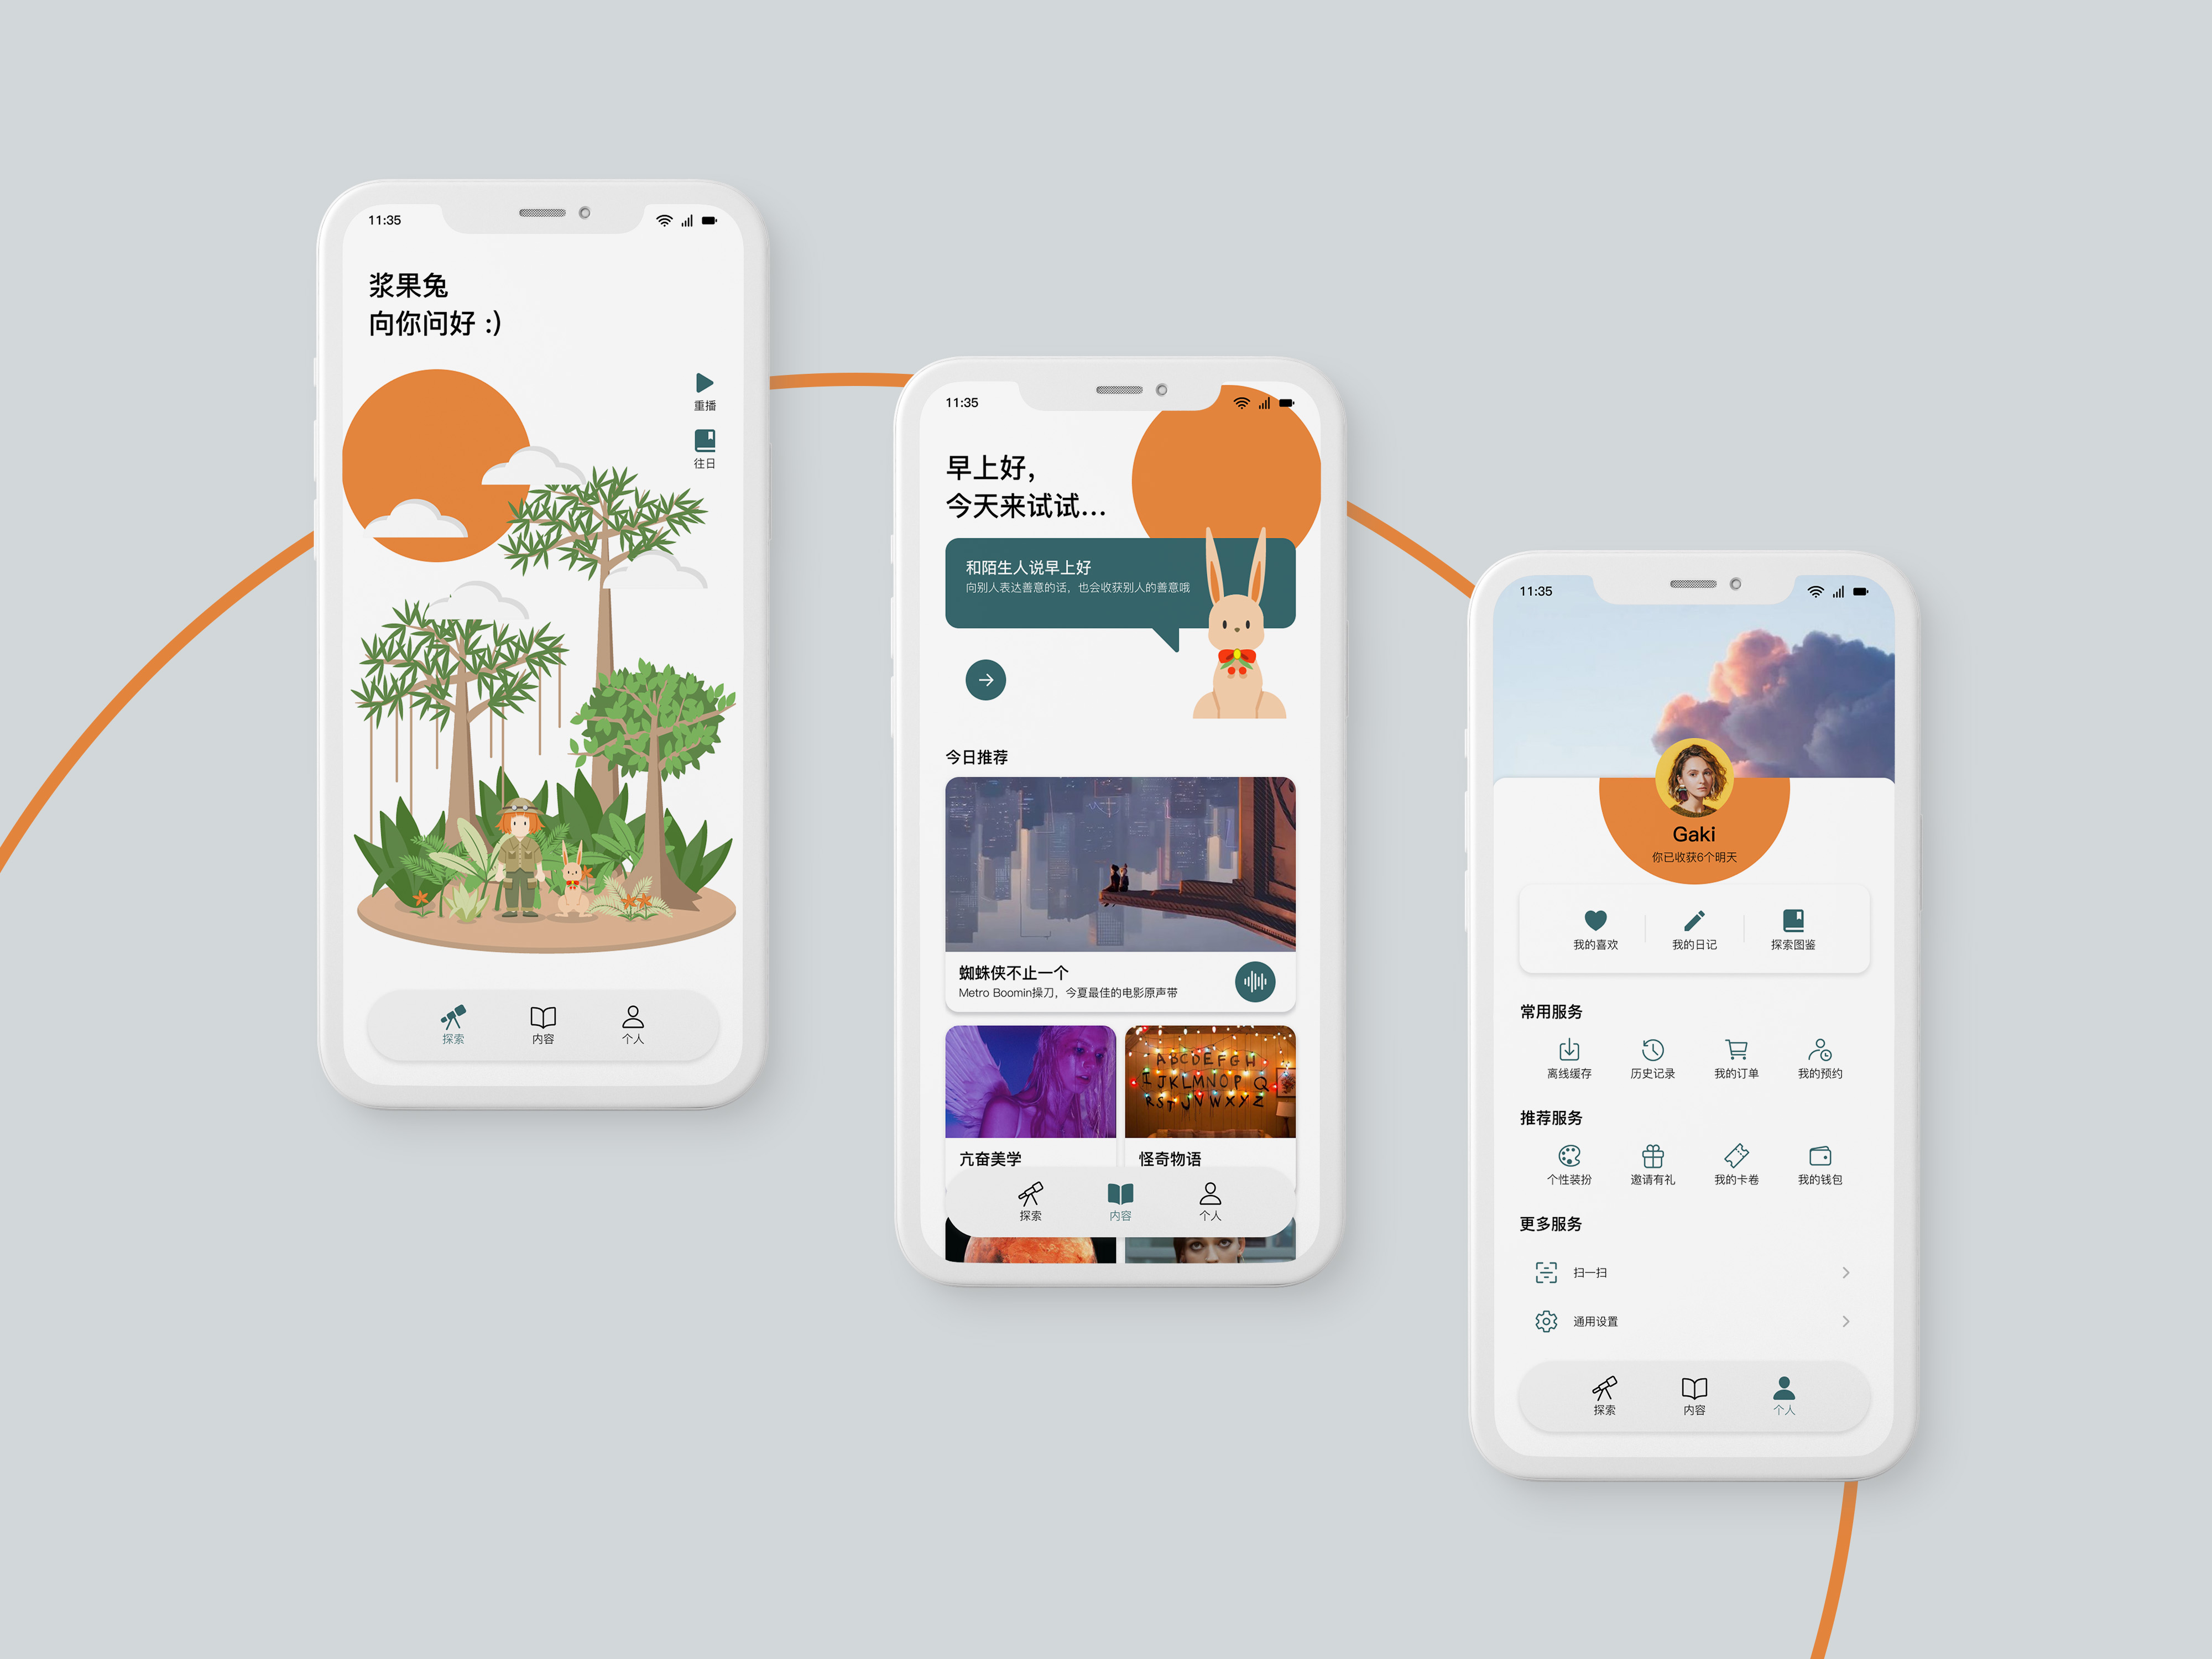 11:35
浆果兔
向你问好 :)
重播
往日
探索
内容
个人
11:35
早上好，
今天来试试...
和陌生人说早上好
向别人表达善意的话，也会收获别人的善意哦
今日推荐
蜘蛛侠不止一个
Metro Boomin操刀，今夏最佳的电影原声带
ABCDEFGH
IJKLMNOPQ
RSTUVWXYZ
亢奋美学
怪奇物语
探索
内容
个人
11:35
Gaki
你已收获6个明天
我的喜欢
我的日记
探索图鉴
常用服务
离线缓存
历史记录
我的订单
我的预约
推荐服务
个性装扮
邀请有礼
我的卡卷
我的钱包
更多服务
扫一扫
通用设置
探索
内容
个人